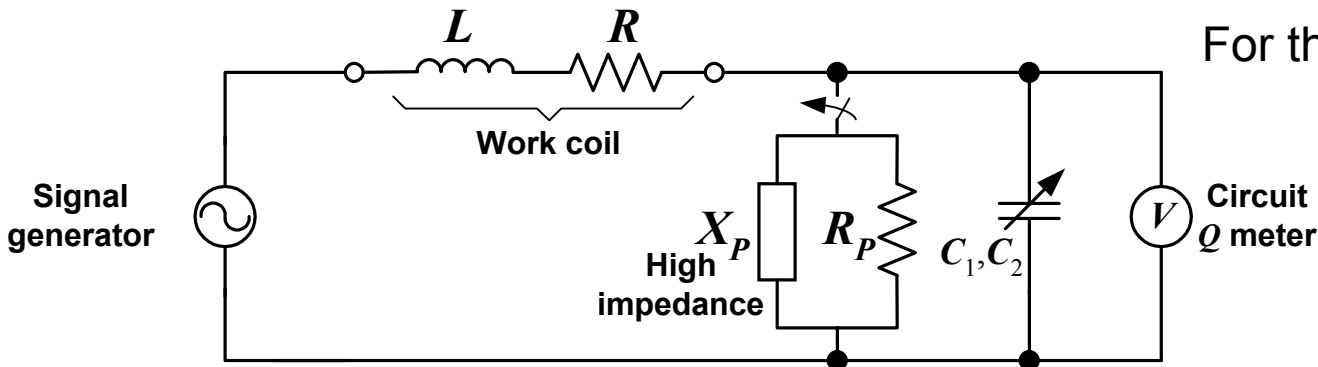 For th
L R
Work coil
Signal
generator
X_P R_P
High
impedance
C_1,C_2
V
Circuit
Q meter